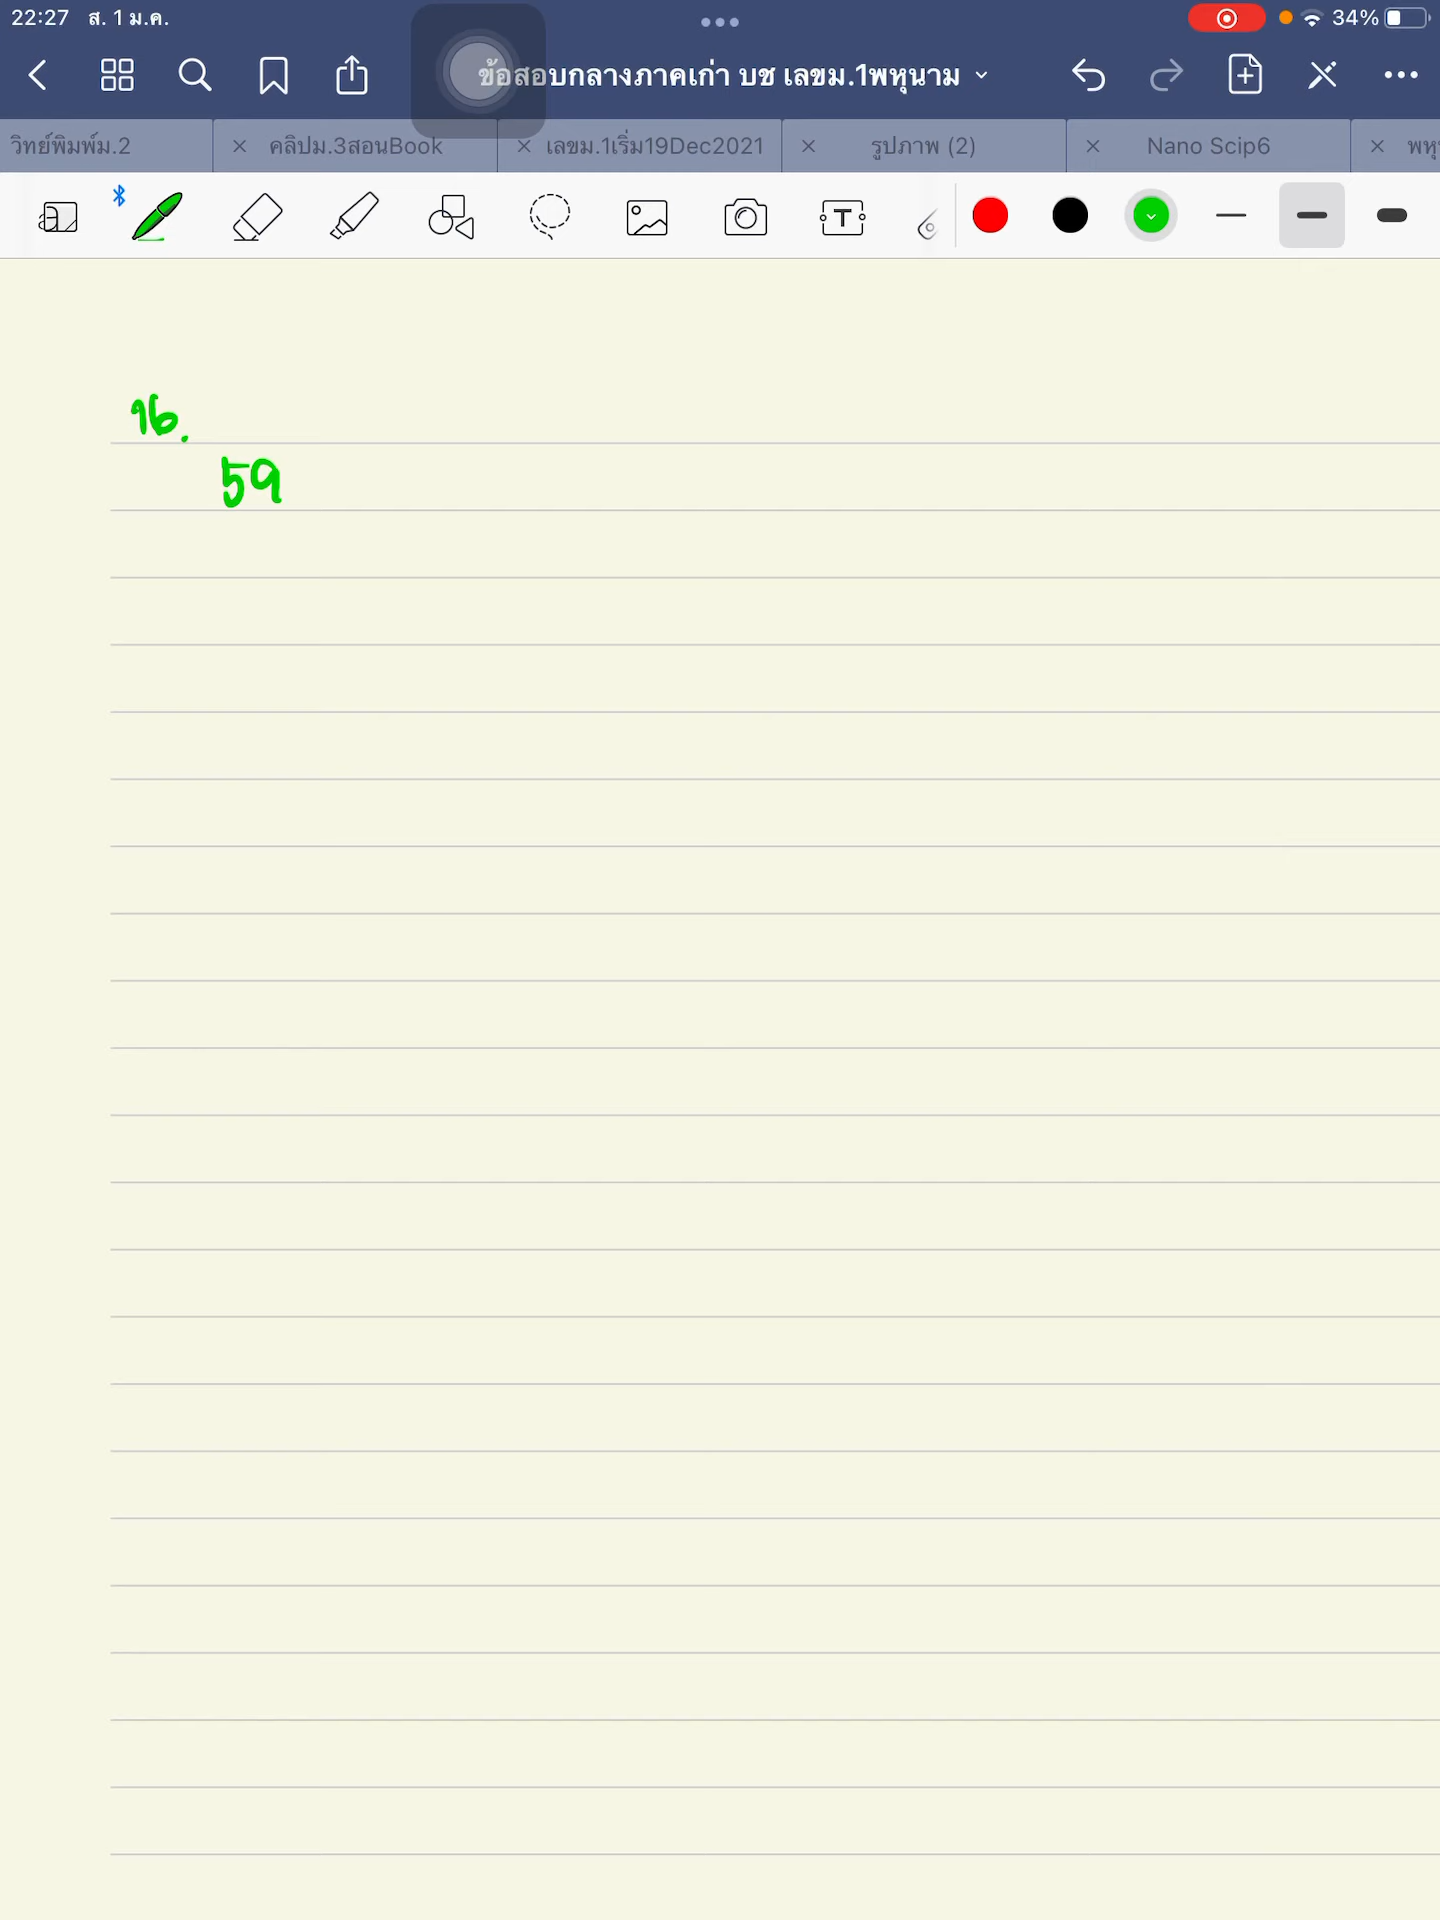 22:27 ส. 1 ม.ค. 34%
ข้อสอบกลางภาคเก่า บช เลขม.1พหุนาม
วิทย์พิมพ์ม.2 คลิปม.3สอนBook เลขม.1เริ่ม19Dec2021 รูปภาพ (2) Nano Scip6
16.
59